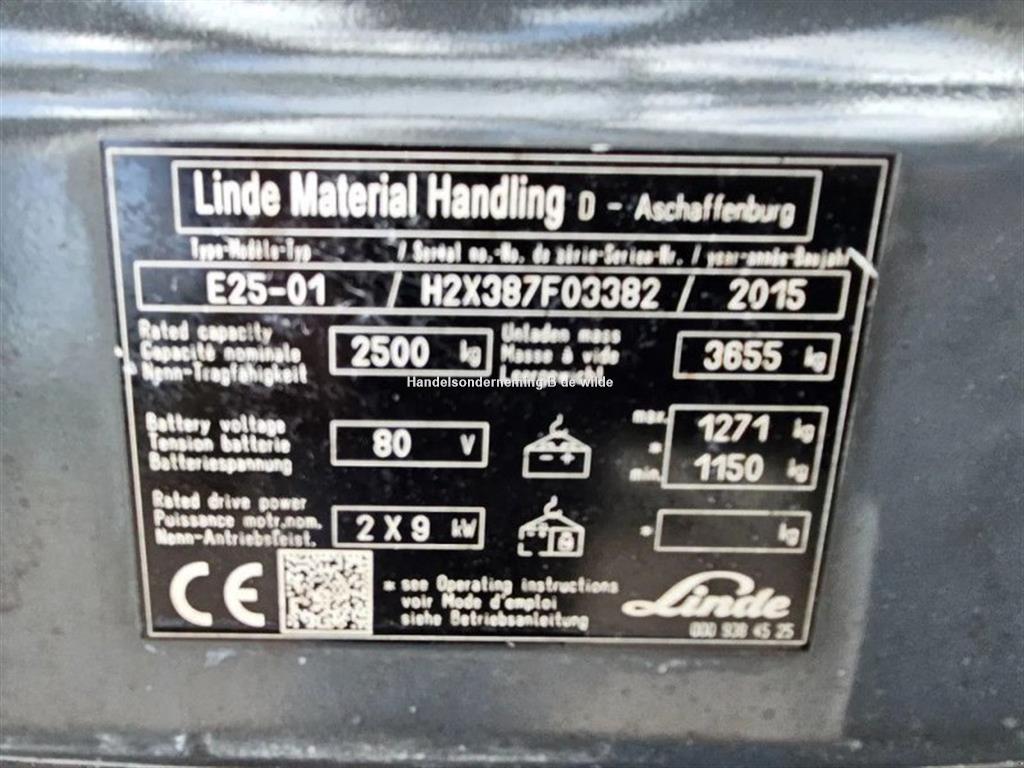 Linde Material Handling D - Aschaffenburg
Type-Modèle-Typ / Serial no.-No. de série-Serien-Nr. / year-année-Baujahr
E25-01 / H2X387F03382 / 2015
Rated capacity
Capacité nominale
Nenn-Tragfähigkeit
2500 kg
Unladen mass
Masse à vide
Leergewicht
3655 kg
Handelsonderneming B de wilde
Battery voltage
Tension batterie
Batteriespannung
80 V
max. 1271 kg
*
min. 1150 kg
Rated drive power
Puissance motr.nom.
Nenn-Antriebsleist.
2 X 9 kW
* kg
CE
* see Operating instructions
voir Mode d'emploi
siehe Betriebsanleitung
Linde
000 938 45 25